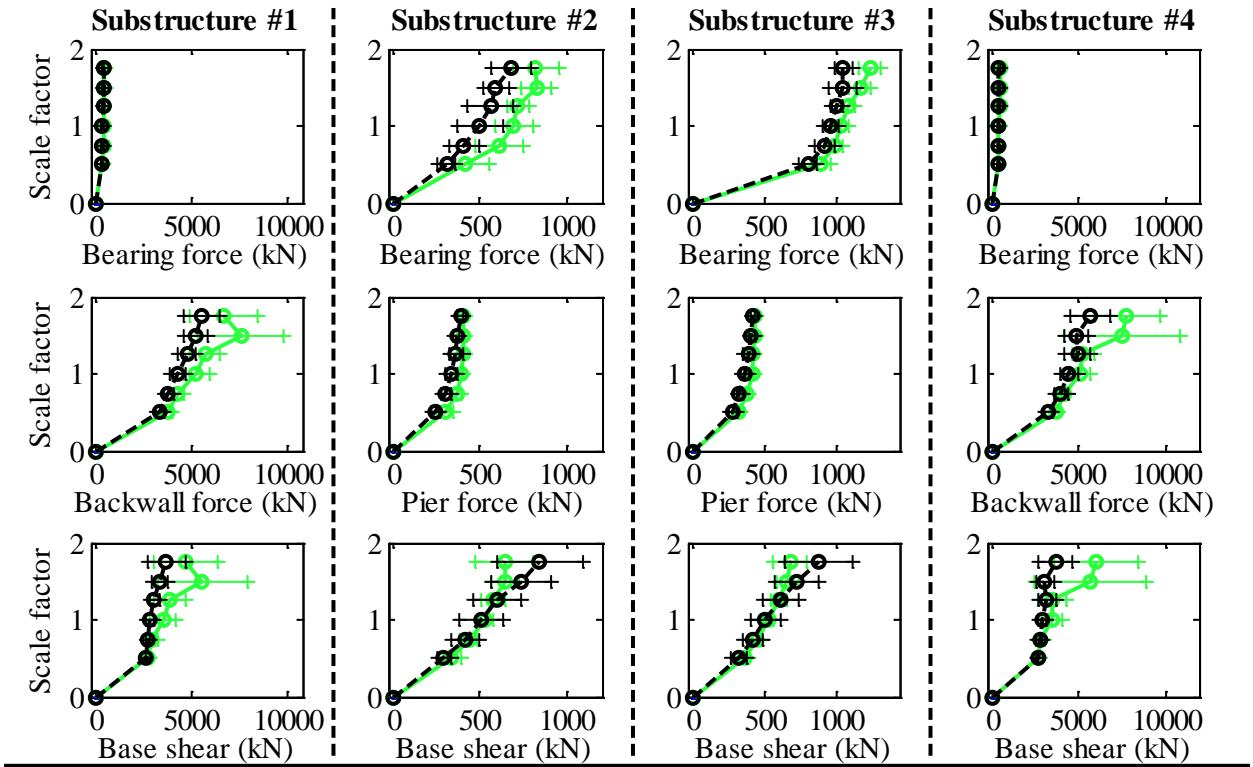 Substructure #1 Substructure #2 Substructure #3 Substructure #4
Scale factor
2 2 2 2
1 1 1 1
0 0 0 0
0 5000 10000 0 500 1000 0 500 1000 0 5000 10000
Bearing force (kN) Bearing force (kN) Bearing force (kN) Bearing force (kN)
Scale factor
2 2 2 2
1 1 1 1
0 0 0 0
0 5000 10000 0 500 1000 0 500 1000 0 5000 10000
Backwall force (kN) Pier force (kN) Pier force (kN) Backwall force (kN)
Scale factor
2 2 2 2
1 1 1 1
0 0 0 0
0 5000 10000 0 500 1000 0 500 1000 0 5000 10000
Base shear (kN) Base shear (kN) Base shear (kN) Base shear (kN)